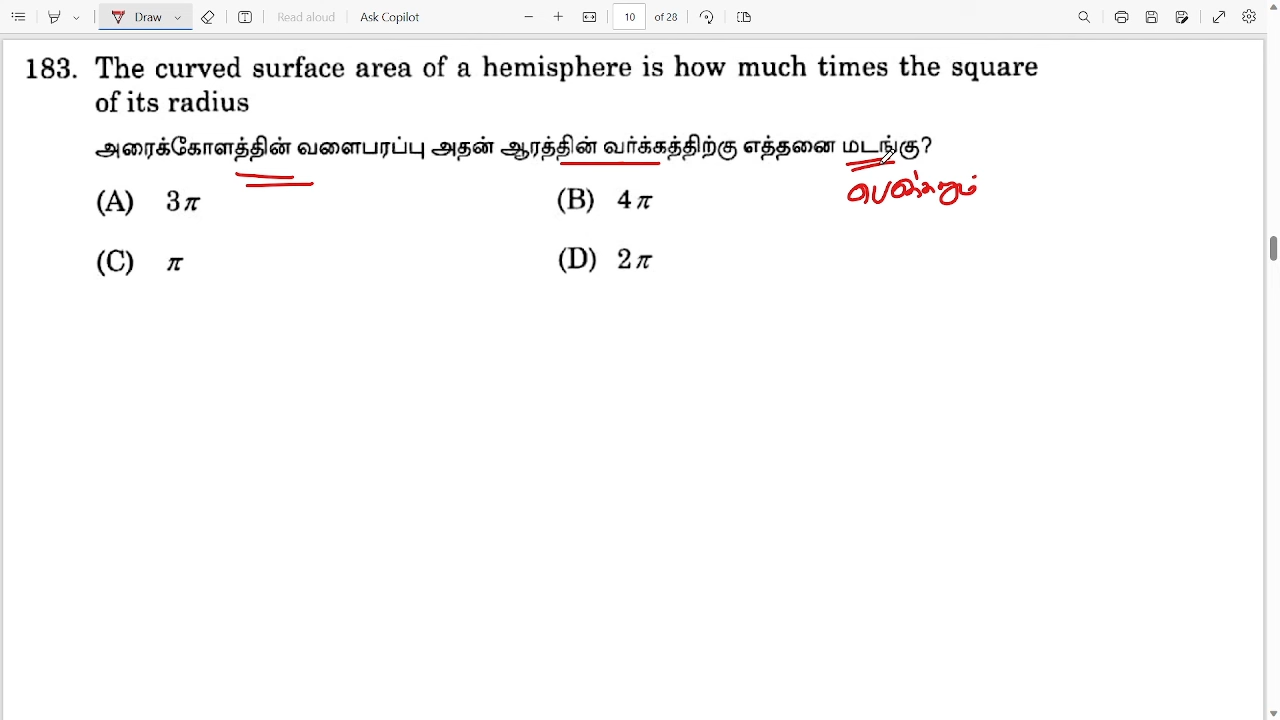 Draw
Read aloud
Ask Copilot
10
of 28
183. The curved surface area of a hemisphere is how much times the square
of its radius
அரைக்கோளத்தின் வளைபரப்பு அதன் ஆரத்தின் வர்க்கத்திற்கு எத்தனை மடங்கு?
(A) 3π
(B) 4π
(C) π
(D) 2π